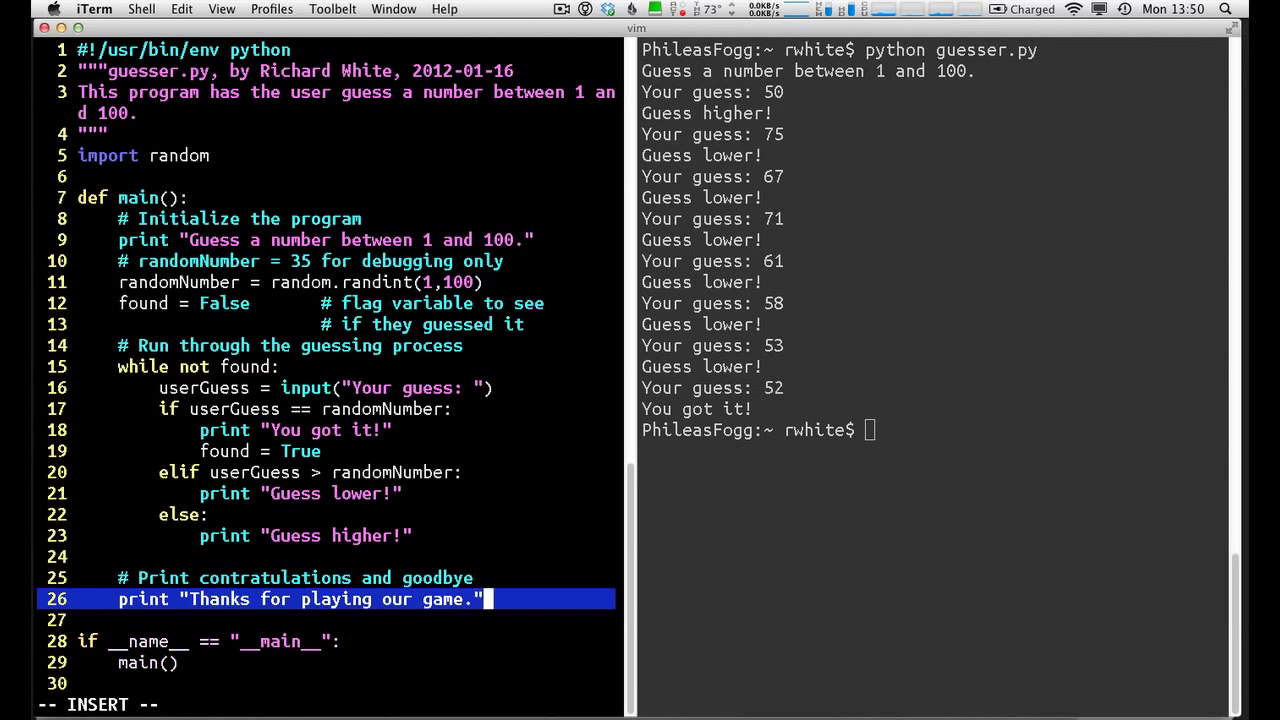 iTerm Shell Edit View Profiles Toolbelt Window Help 73° 0.0KB/s 0.0KB/s Charged Mon 13:50
vim
1 #!/usr/bin/env python
2 """guesser.py, by Richard White, 2012-01-16
3 This program has the user guess a number between 1 an
d 100.
4 """
5 import random
6
7 def main():
8 # Initialize the program
9 print "Guess a number between 1 and 100."
10 # randomNumber = 35 for debugging only
11 randomNumber = random.randint(1,100)
12 found = False # flag variable to see
13 # if they guessed it
14 # Run through the guessing process
15 while not found:
16 userGuess = input("Your guess: ")
17 if userGuess == randomNumber:
18 print "You got it!"
19 found = True
20 elif userGuess > randomNumber:
21 print "Guess lower!"
22 else:
23 print "Guess higher!"
24
25 # Print contratulations and goodbye
26 print "Thanks for playing our game."
27
28 if __name__ == "__main__":
29 main()
30
-- INSERT --
PhileasFogg:~ rwhite$ python guesser.py
Guess a number between 1 and 100.
Your guess: 50
Guess higher!
Your guess: 75
Guess lower!
Your guess: 67
Guess lower!
Your guess: 71
Guess lower!
Your guess: 61
Guess lower!
Your guess: 58
Guess lower!
Your guess: 53
Guess lower!
Your guess: 52
You got it!
PhileasFogg:~ rwhite$